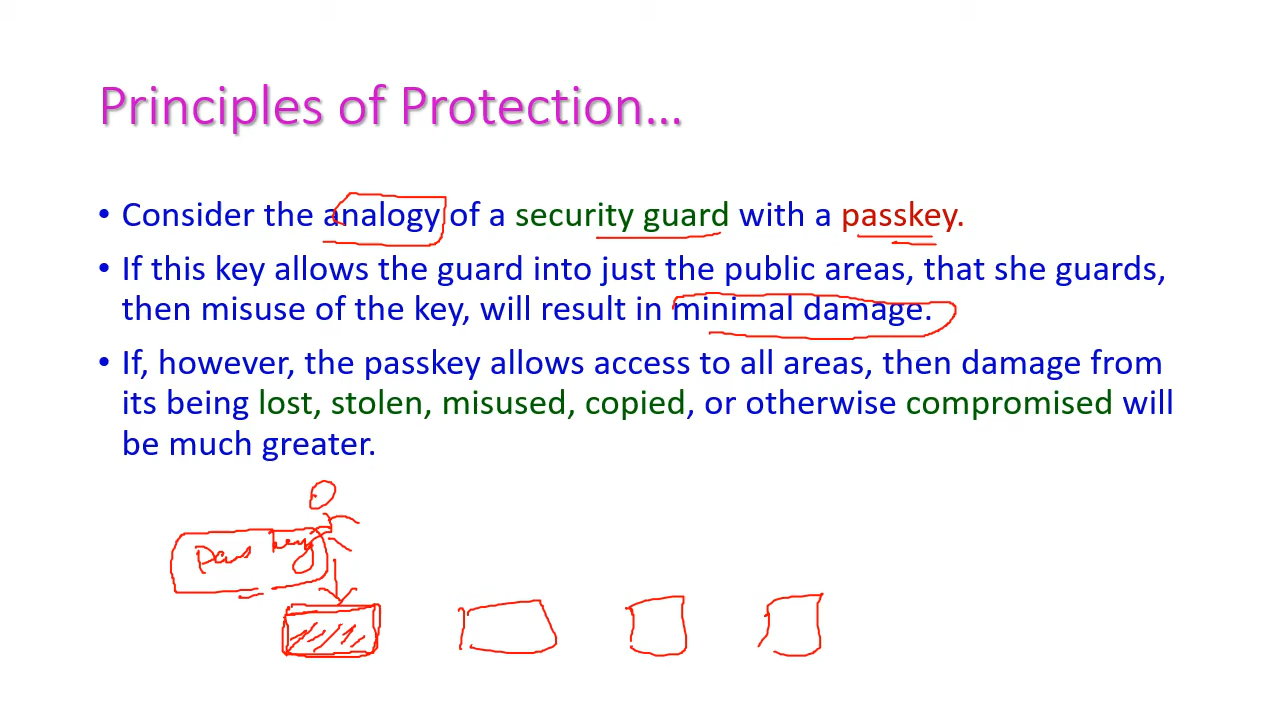 Principles of Protection...
• Consider the analogy of a security guard with a passkey.
• If this key allows the guard into just the public areas, that she guards,
then misuse of the key, will result in minimal damage.
• If, however, the passkey allows access to all areas, then damage from
its being lost, stolen, misused, copied, or otherwise compromised will
be much greater.
Pass key